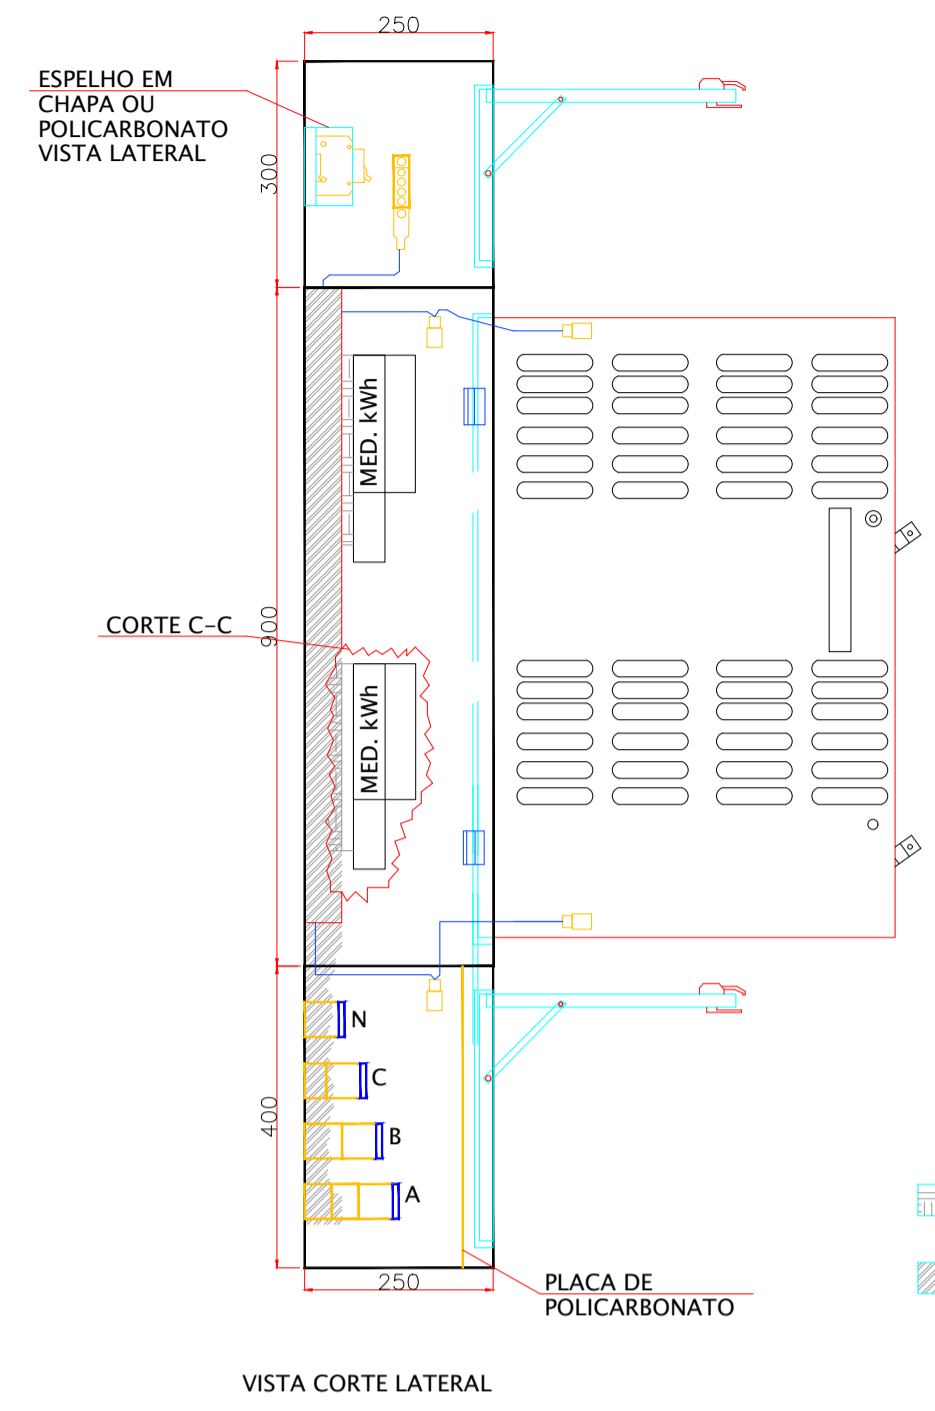 250
ESPELHO EM
CHAPA OU
POLICARBONATO
VISTA LATERAL
300
MED. kWh
CORTE C-C
900
MED. kWh
N
C
B
A
400
250
PLACA DE
POLICARBONATO
VISTA CORTE LATERAL